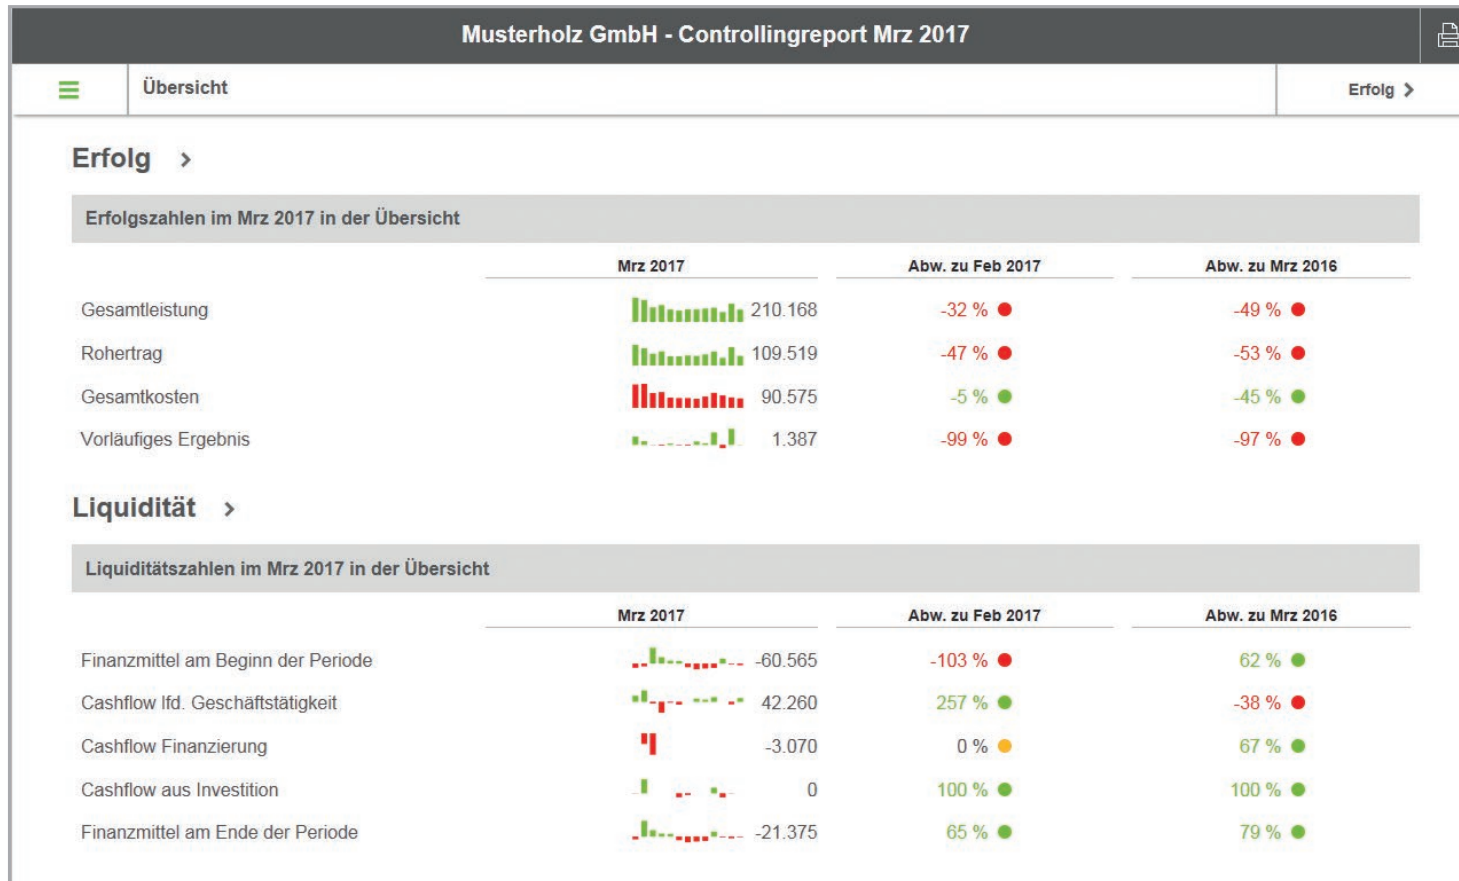 Musterholz GmbH - Controllingreport Mrz 2017
Übersicht Erfolg
Erfolg
Erfolgszahlen im Mrz 2017 in der Übersicht
Mrz 2017 Abw. zu Feb 2017 Abw. zu Mrz 2016
Gesamtleistung 210.168 -32 % -49 %
Rohertrag 109.519 -47 % -53 %
Gesamtkosten 90.575 -5 % -45 %
Vorläufiges Ergebnis 1.387 -99 % -97 %
Liquidität
Liquiditätszahlen im Mrz 2017 in der Übersicht
Mrz 2017 Abw. zu Feb 2017 Abw. zu Mrz 2016
Finanzmittel am Beginn der Periode -60.565 -103 % 62 %
Cashflow lfd. Geschäftstätigkeit 42.260 257 % -38 %
Cashflow Finanzierung -3.070 0 % 67 %
Cashflow aus Investition 0 100 % 100 %
Finanzmittel am Ende der Periode -21.375 65 % 79 %